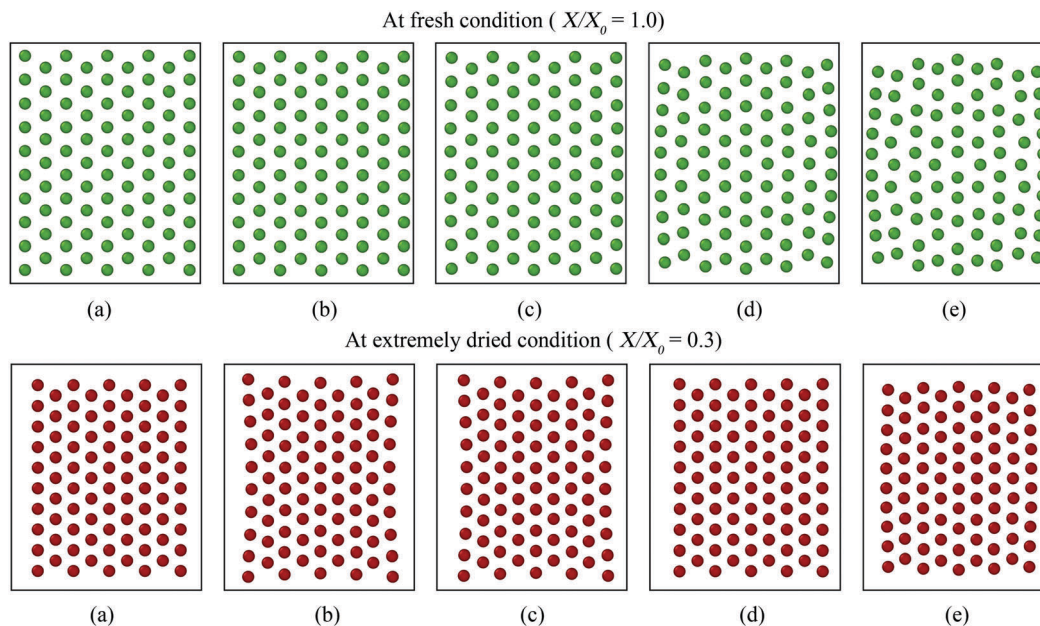 At fresh condition ( X/X₀ = 1.0)
(a) (b) (c) (d) (e)
At extremely dried condition ( X/X₀ = 0.3)
(a) (b) (c) (d) (e)